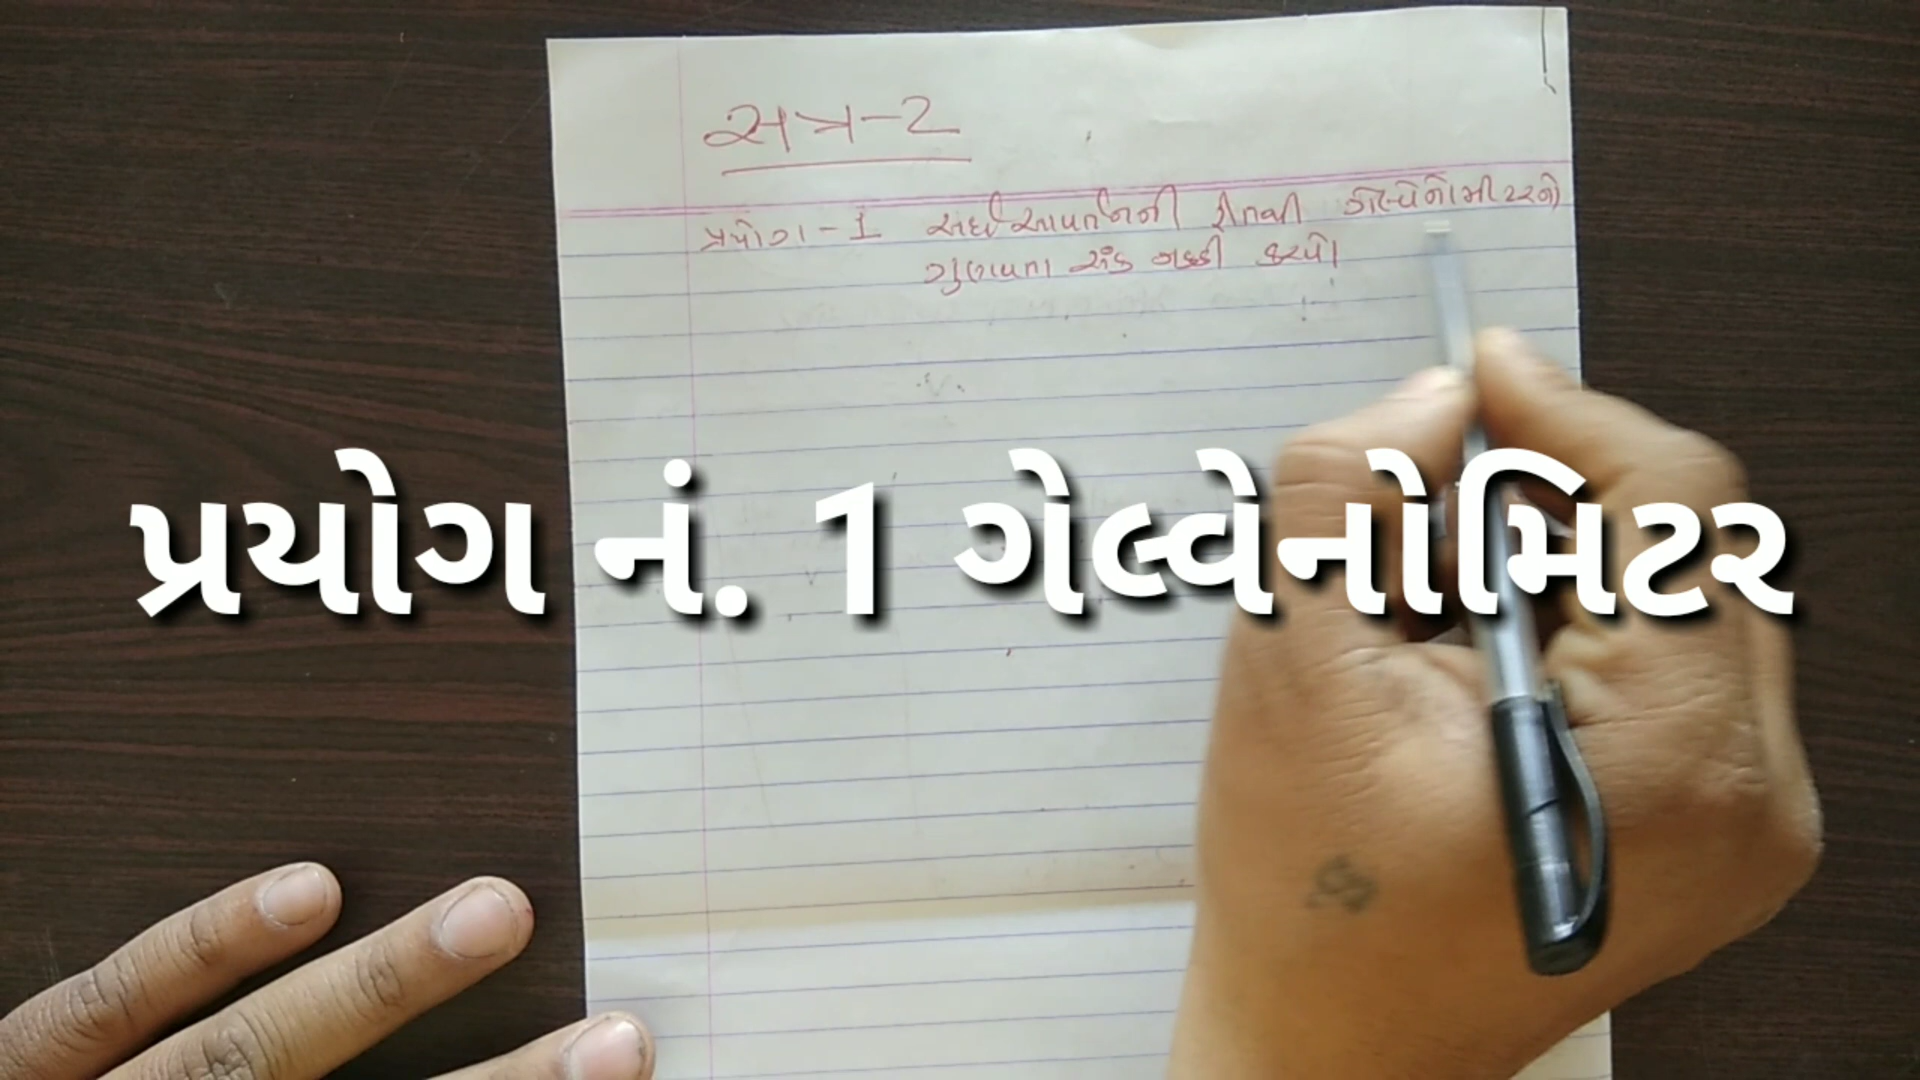 સત્ર-2
પ્રયોગ-1 અર્ધઆવર્તનની રીતથી ગેલ્વેનોમીટરનો
ગુણવત્તા અંક નક્કી કરવો
પ્રયોગ નં. 1 ગેલ્વેનોમિટર